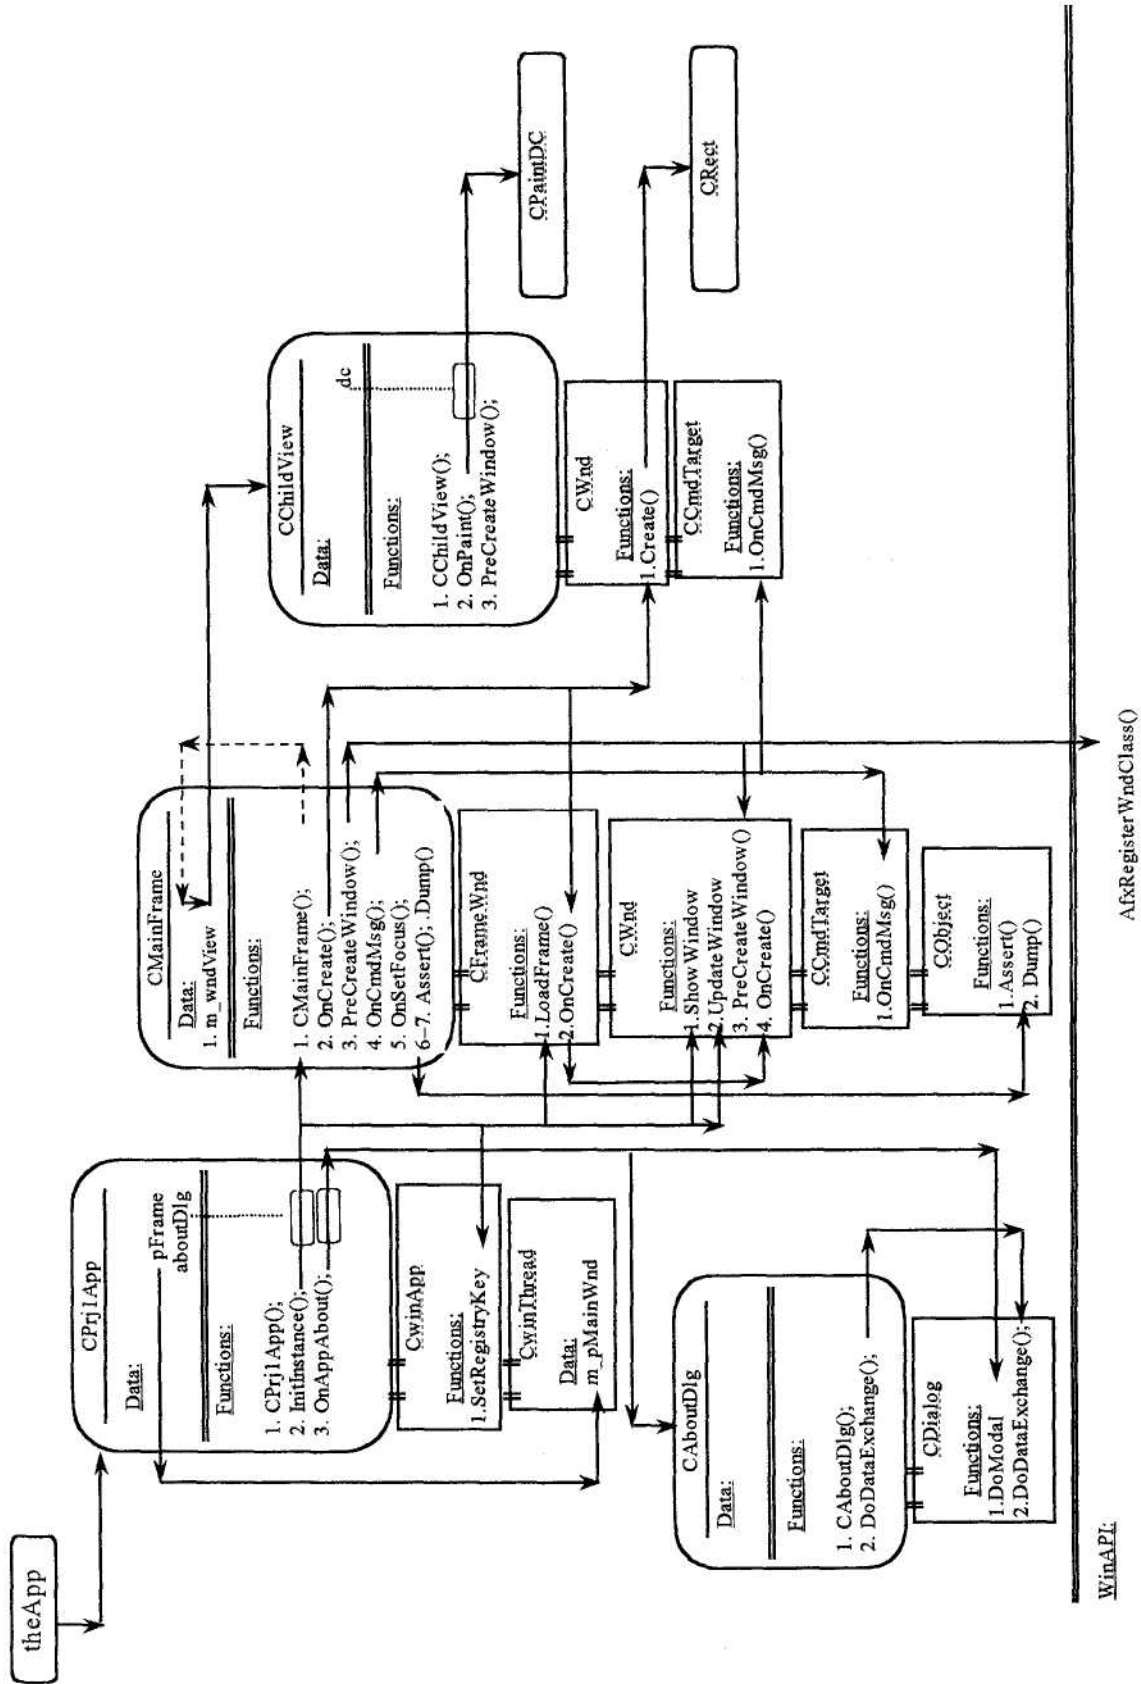 theApp
CPrj1App
Data:
pFrame
aboutDlg
Functions:
1. CPrj1App();
2. InitInstance();
3. OnAppAbout();
CwinApp
Functions:
1.SetRegistryKey
CwinThread
Data:
m_pMainWnd
CAboutDlg
Data:
Functions:
1. CAboutDlg();
2. DoDataExchange();
CDialog
Functions:
1.DoModal
2.DoDataExchange();
CMainFrame
Data:
1. m_wndView
Functions:
1. CMainFrame();
2. OnCreate();
3. PreCreateWindow();
4. OnCmdMsg();
5. OnSetFocus();
6–7. Assert(); .Dump()
CFrameWnd
Functions:
1.LoadFrame()
2.OnCreate()
CWnd
Functions:
1.ShowWindow
2.UpdateWindow
3. PreCreateWindow()
4. OnCreate()
CCmdTarget
Functions:
1.OnCmdMsg()
CObject
Functions:
1.Assert()
2. Dump()
CChildView
Data:
dc
Functions:
1. CChildView();
2. OnPaint();
3. PreCreateWindow();
CWnd
Functions:
1.Create()
CCmdTarget
Functions:
1.OnCmdMsg()
CPaintDC
CRect
WinAPI:
AfxRegisterWndClass()